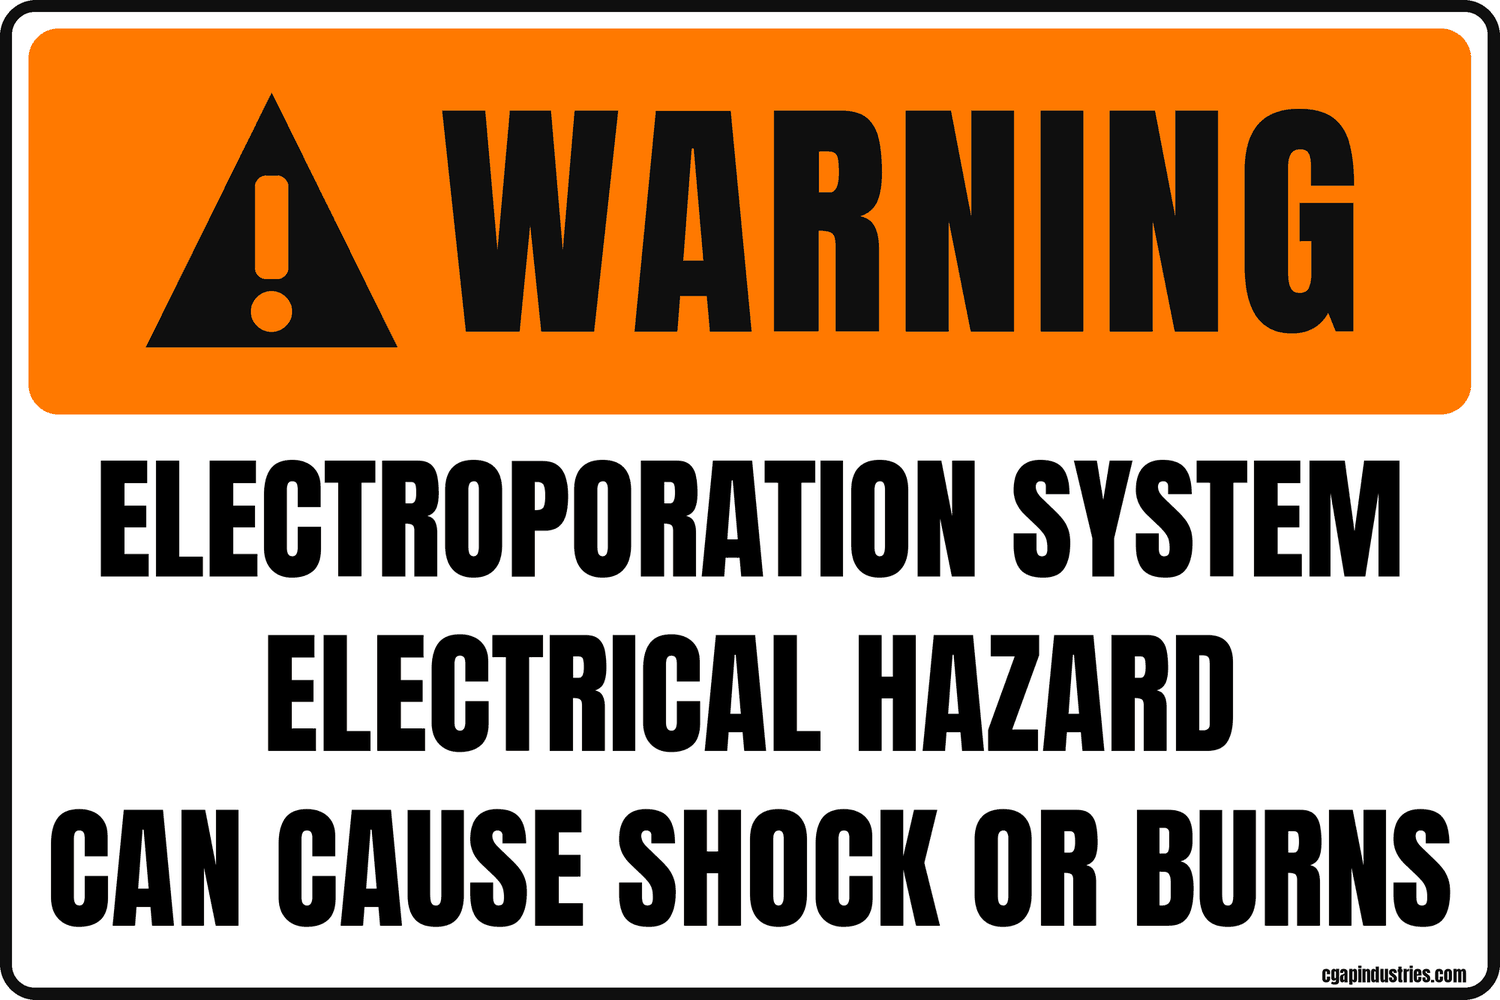 WARNING
ELECTROPORATION SYSTEM
ELECTRICAL HAZARD
CAN CAUSE SHOCK OR BURNS
cgapindustries.com